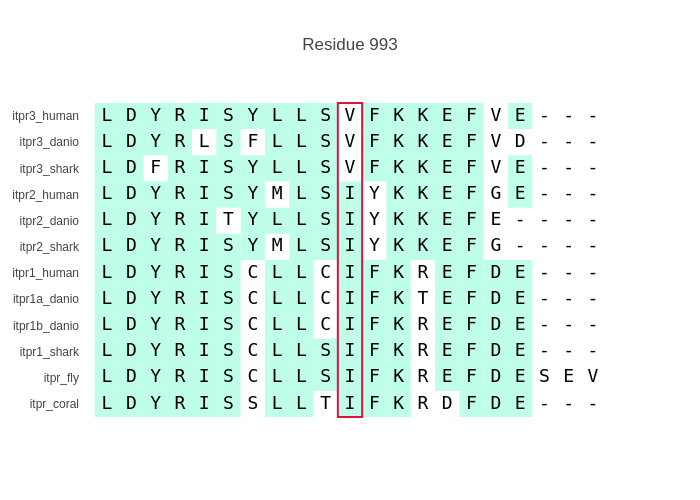 Residue 993
itpr3_human L D Y R I S Y L L S V F K K E F V E - - -
itpr3_danio L D Y R L S F L L S V F K K E F V D - - -
itpr3_shark L D F R I S Y L L S V F K K E F V E - - -
itpr2_human L D Y R I S Y M L S I Y K K E F G E - - -
itpr2_danio L D Y R I T Y L L S I Y K K E F E - - - -
itpr2_shark L D Y R I S Y M L S I Y K K E F G - - - -
itpr1_human L D Y R I S C L L C I F K R E F D E - - -
itpr1a_danio L D Y R I S C L L C I F K T E F D E - - -
itpr1b_danio L D Y R I S C L L C I F K R E F D E - - -
itpr1_shark L D Y R I S C L L S I F K R E F D E - - -
itpr_fly L D Y R I S C L L S I F K R E F D E S E V
itpr_coral L D Y R I S S L L T I F K R D F D E - - -